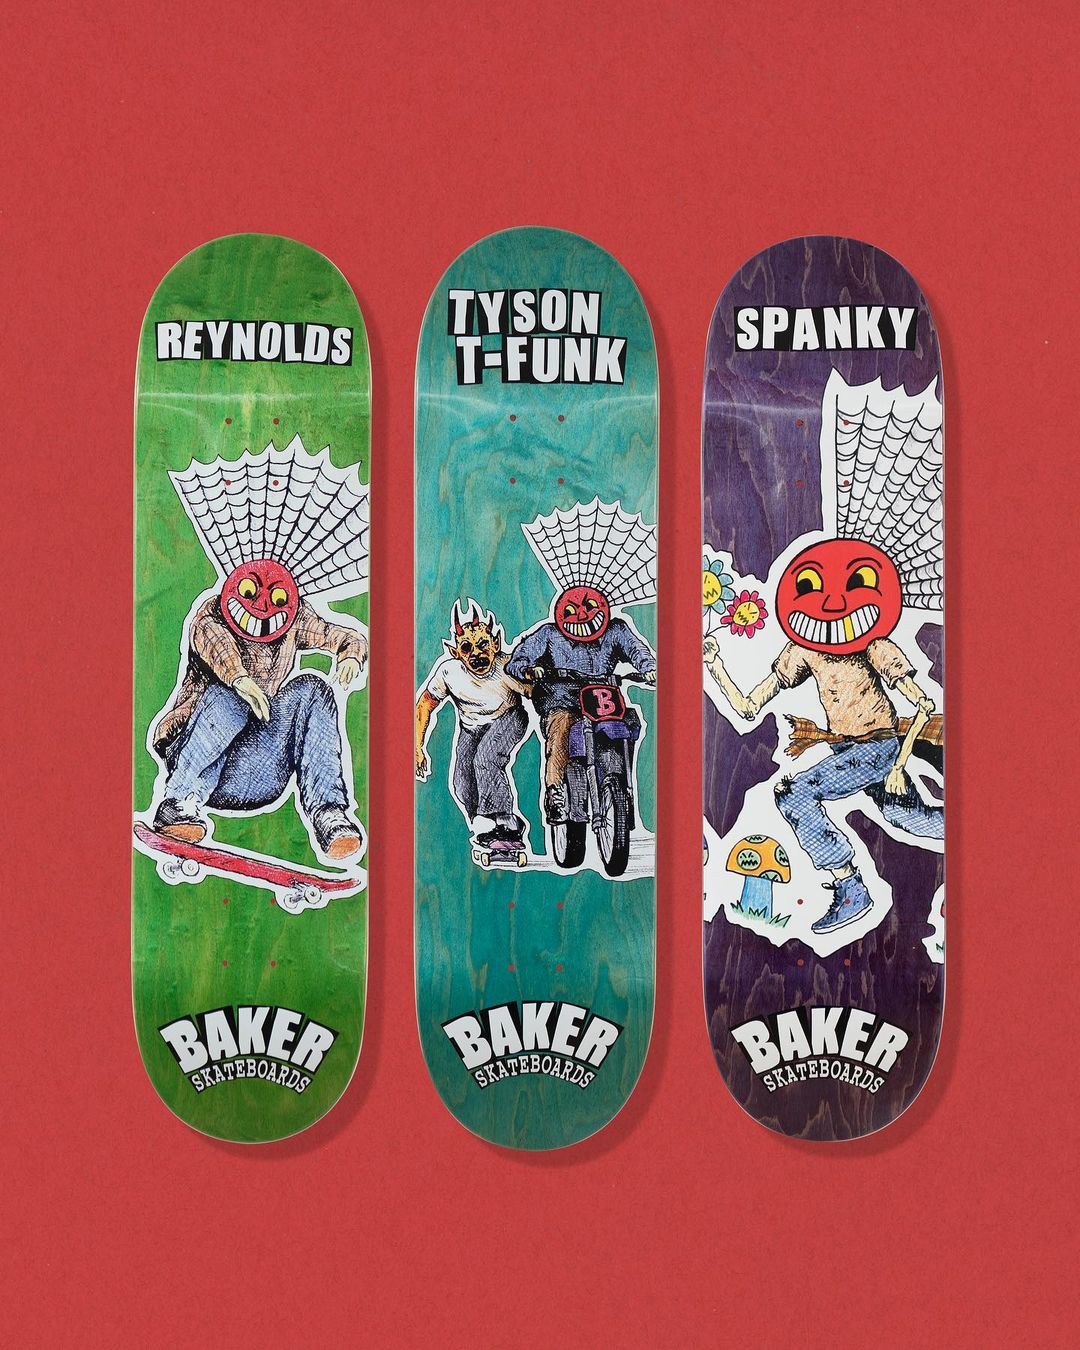 REYNOLDS
BAKER
SKATEBOARDS
TYSON
T-FUNK
B
BAKER
SKATEBOARDS
SPANKY
BAKER
SKATEBOARDS